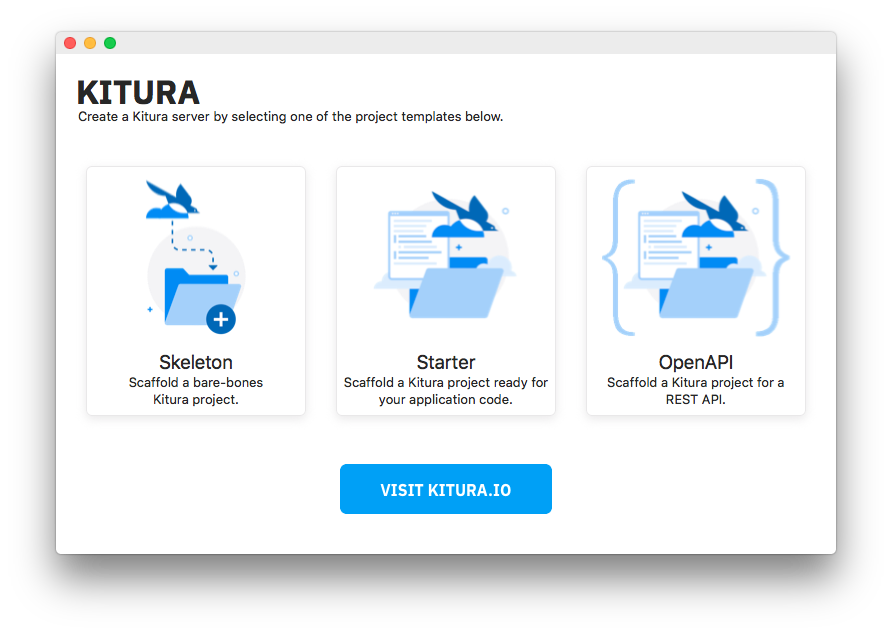 KITURA
Create a Kitura server by selecting one of the project templates below.
Skeleton
Scaffold a bare-bones
Kitura project.
Starter
Scaffold a Kitura project ready for
your application code.
OpenAPI
Scaffold a Kitura project for a
REST API.
VISIT KITURA.IO